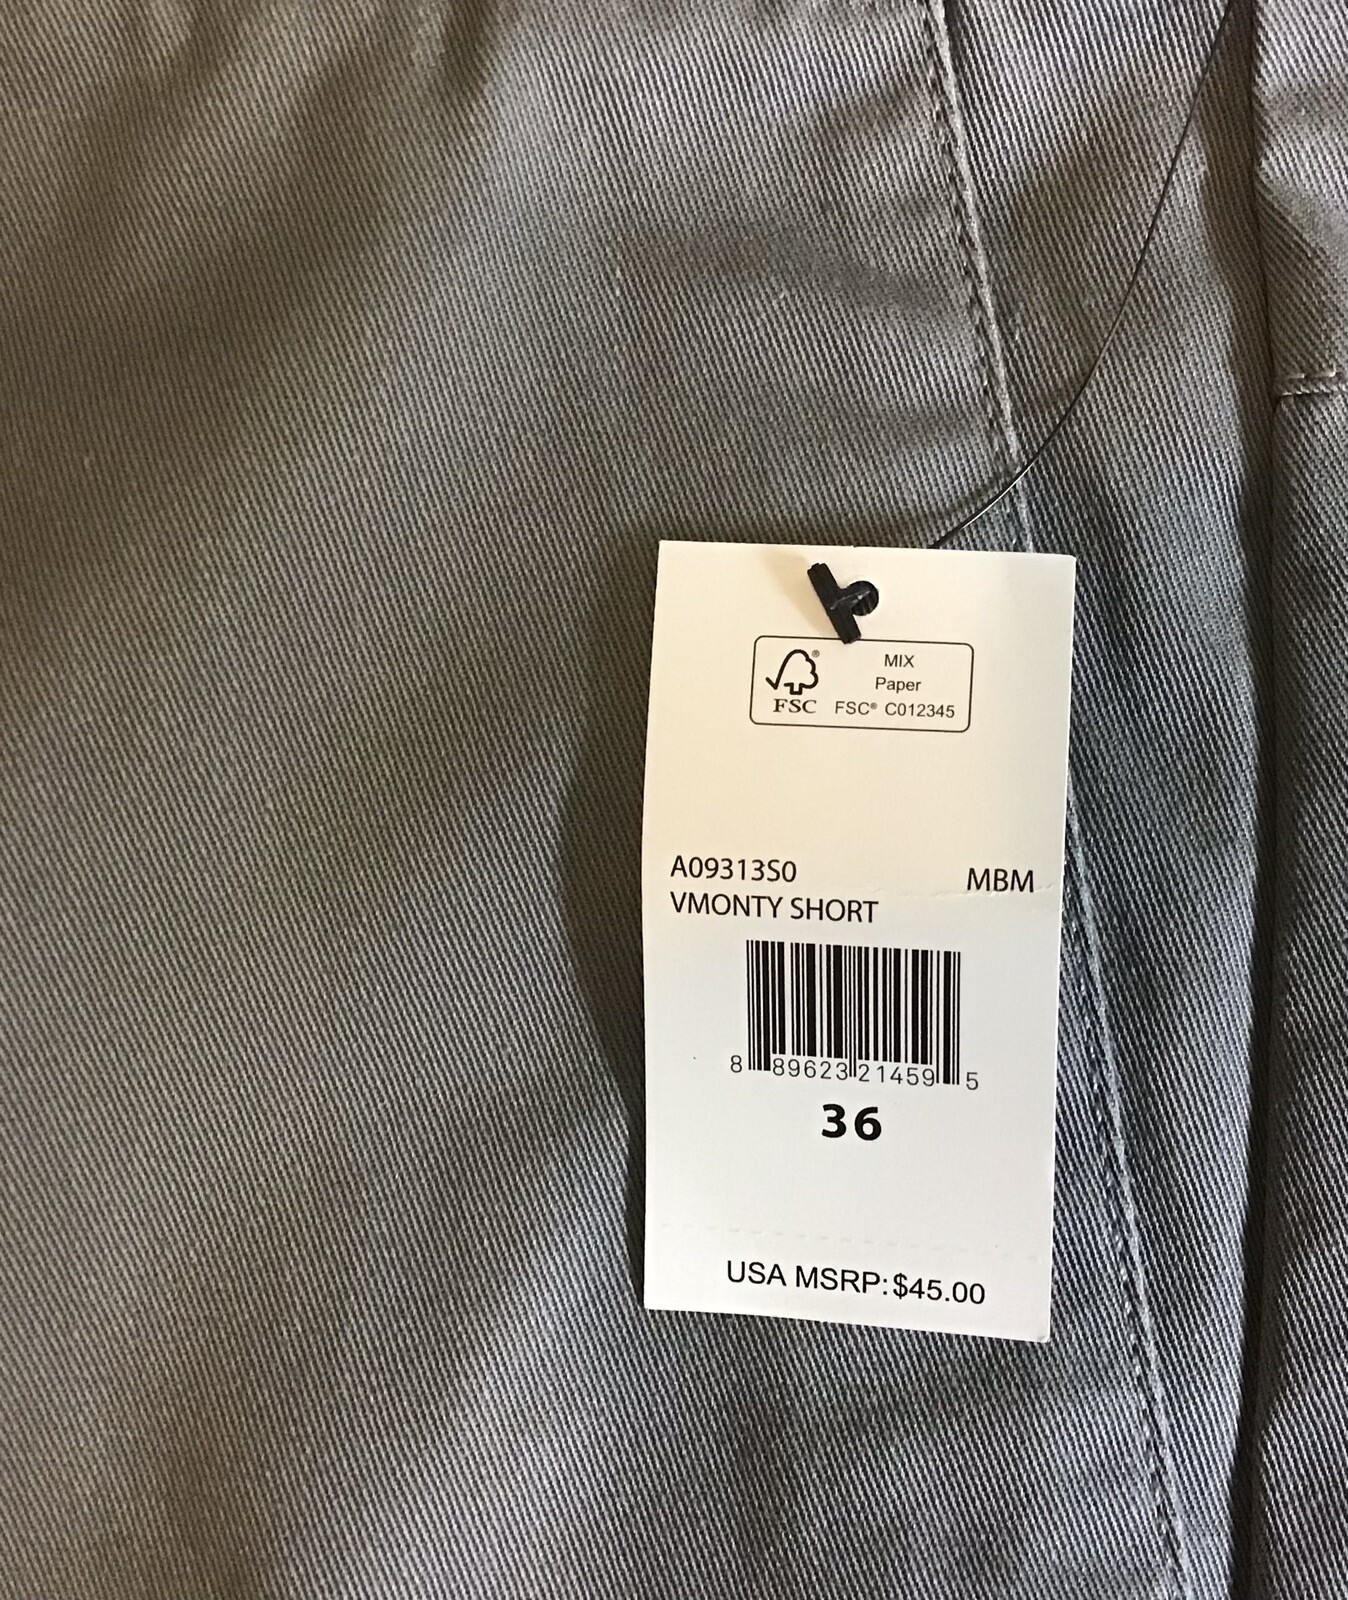 MIX
Paper
FSC® FSC® C012345
A09313S0 MBM
VMONTY SHORT
8 89623 21459 5
36
USA MSRP: $45.00